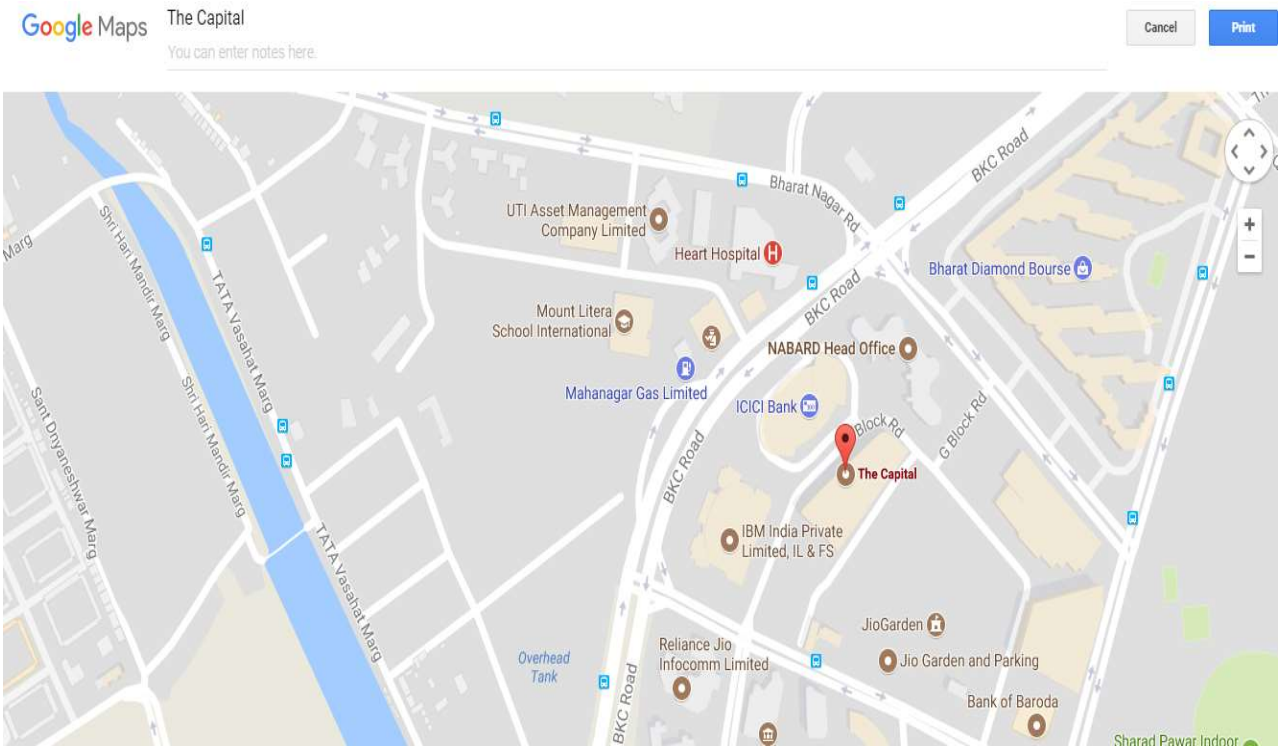 Google Maps
The Capital
You can enter notes here.
Cancel
Print
BKC Road
Bharat Nagar Rd
UTI Asset Management
Company Limited
Heart Hospital
H
Marg
Shri Hari Mandir Marg
TATA Vasahat Marg
BKC Road
Bharat Diamond Bourse
+
-
Mount Litera
School International
NABARD Head Office
Mahanagar Gas Limited
ICICI Bank
Block Rd
G Block Rd
Sant Dnyaneshwar Marg
Shri Hari Mandir Marg
BKC Road
The Capital
IBM India Private
Limited, IL & FS
TATA Vasahat Marg
Overhead
Tank
Reliance Jio
Infocomm Limited
JioGarden
Jio Garden and Parking
Bank of Baroda
BKC Road
Sharad Pawar Indoor